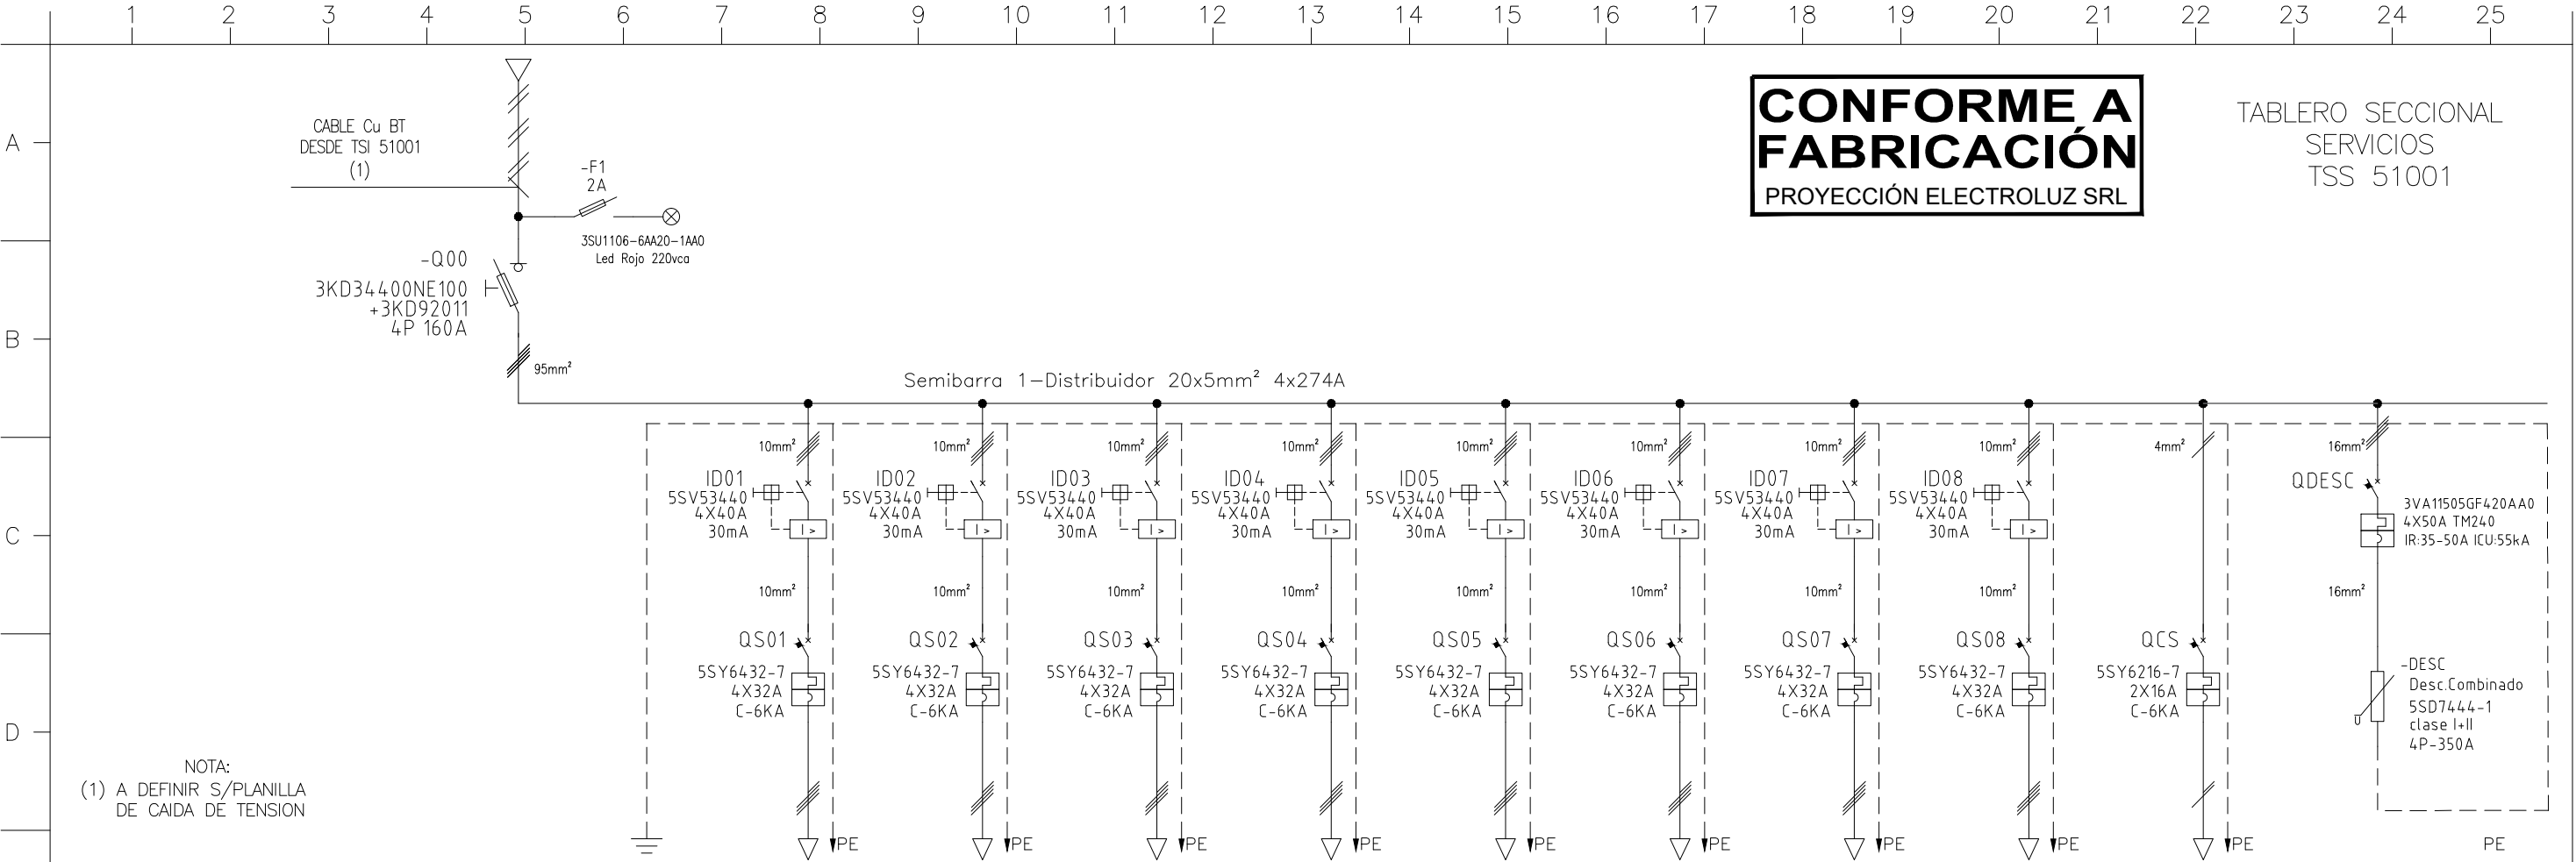 1 2 3 4 5 6 7 8 9 10 11 12 13 14 15 16 17 18 19 20 21 22 23 24 25
A
B
C
D
CABLE Cu BT
DESDE TSI 51001
(1)
-F1
2A
3SU1106-6AA20-1AA0
Led Rojo 220vca
-Q00
3KD34400NE100
+3KD92011
4P 160A
95mm²
CONFORME A
FABRICACIÓN
PROYECCIÓN ELECTROLUZ SRL
TABLERO SECCIONAL
SERVICIOS
TSS 51001
Semibarra 1-Distribuidor 20x5mm² 4x274A
10mm²
ID01
5SV53440
4X40A
30mA
I >
10mm²
QS01
5SY6432-7
4X32A
C-6KA
PE
10mm²
ID02
5SV53440
4X40A
30mA
I >
10mm²
QS02
5SY6432-7
4X32A
C-6KA
PE
10mm²
ID03
5SV53440
4X40A
30mA
I >
10mm²
QS03
5SY6432-7
4X32A
C-6KA
PE
10mm²
ID04
5SV53440
4X40A
30mA
I >
10mm²
QS04
5SY6432-7
4X32A
C-6KA
PE
10mm²
ID05
5SV53440
4X40A
30mA
I >
10mm²
QS05
5SY6432-7
4X32A
C-6KA
PE
10mm²
ID06
5SV53440
4X40A
30mA
I >
10mm²
QS06
5SY6432-7
4X32A
C-6KA
PE
10mm²
ID07
5SV53440
4X40A
30mA
I >
10mm²
QS07
5SY6432-7
4X32A
C-6KA
PE
10mm²
ID08
5SV53440
4X40A
30mA
I >
10mm²
QS08
5SY6432-7
4X32A
C-6KA
PE
4mm²
QCS
5SY6216-7
2X16A
C-6KA
PE
16mm²
QDESC
3VA11505GF420AA0
4X50A TM240
IR:35-50A ICU:55kA
16mm²
-DESC
Desc.Combinado
5SD7444-1
clase I+II
4P-350A
U
PE
NOTA:
(1) A DEFINIR S/PLANILLA
DE CAIDA DE TENSION